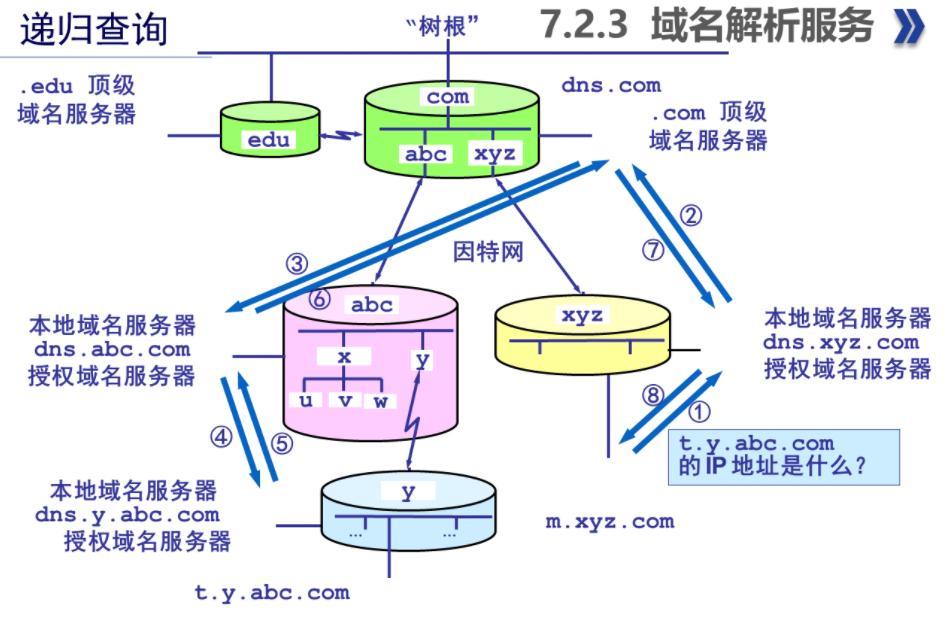 递归查询
“树根”
7.2.3 域名解析服务
.edu 顶级
域名服务器
edu
com
abc
xyz
dns.com
.com 顶级
域名服务器
②
⑦
③
⑥
因特网
本地域名服务器
dns.abc.com
授权域名服务器
abc
x
y
u
v
w
xyz
本地域名服务器
dns.xyz.com
授权域名服务器
⑧
①
④
⑤
t.y.abc.com
的 IP 地址是什么？
本地域名服务器
dns.y.abc.com
授权域名服务器
y
…
…
m.xyz.com
t.y.abc.com